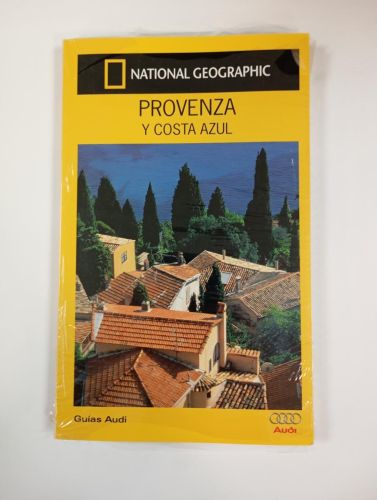 NATIONAL GEOGRAPHIC
PROVENZA
Y COSTA AZUL
Guías Audi
Audi